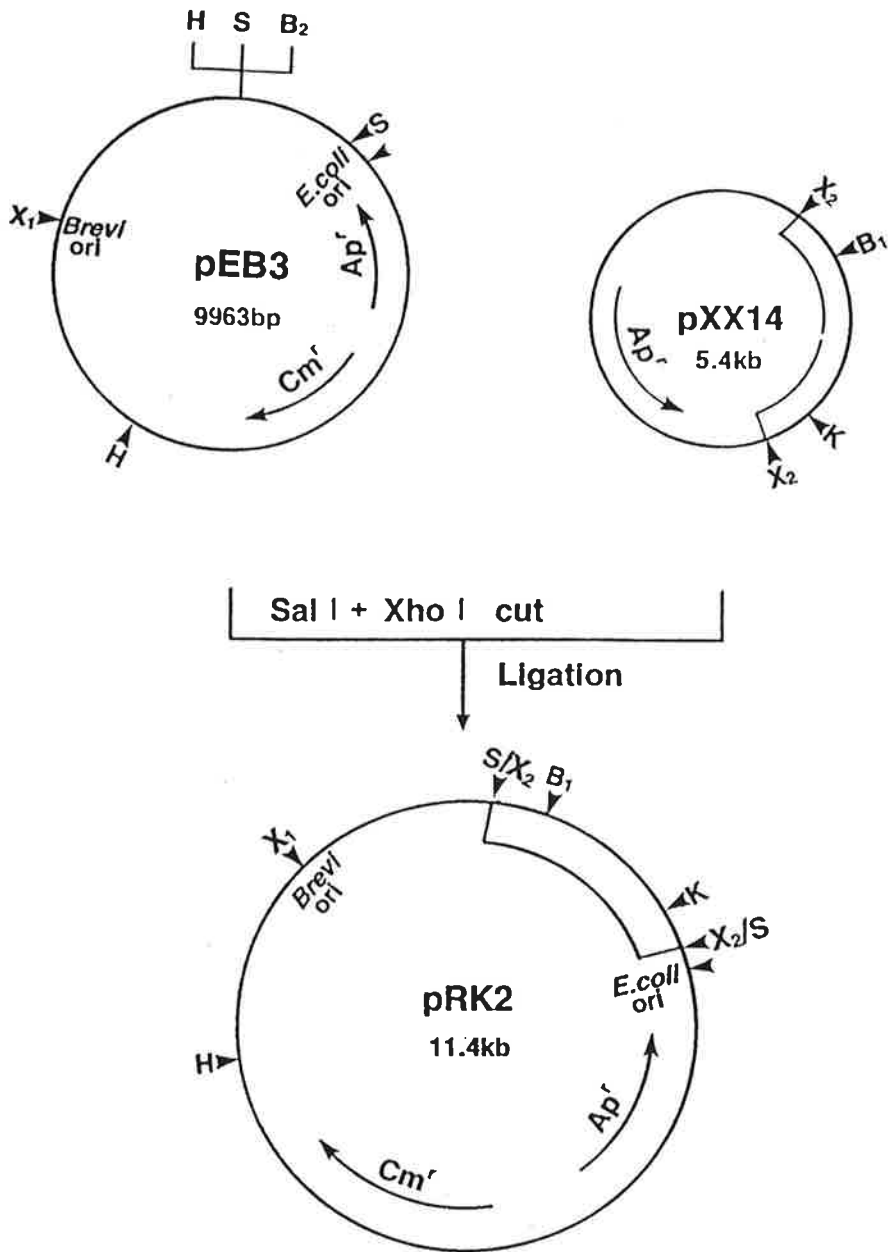 H S B₂
S
E.coli
ori
X₁
Brevi
ori
Apʳ
pEB3
9963bp
Cmʳ
H
X₂
B₁
pXX14
5.4kb
Apʳ
K
X₂
Sal I + Xho I cut
Ligation
S/X₂
B₁
X₁
Brevi
ori
K
X₂/S
E.coli
ori
pRK2
11.4kb
H
Apʳ
Cmʳ